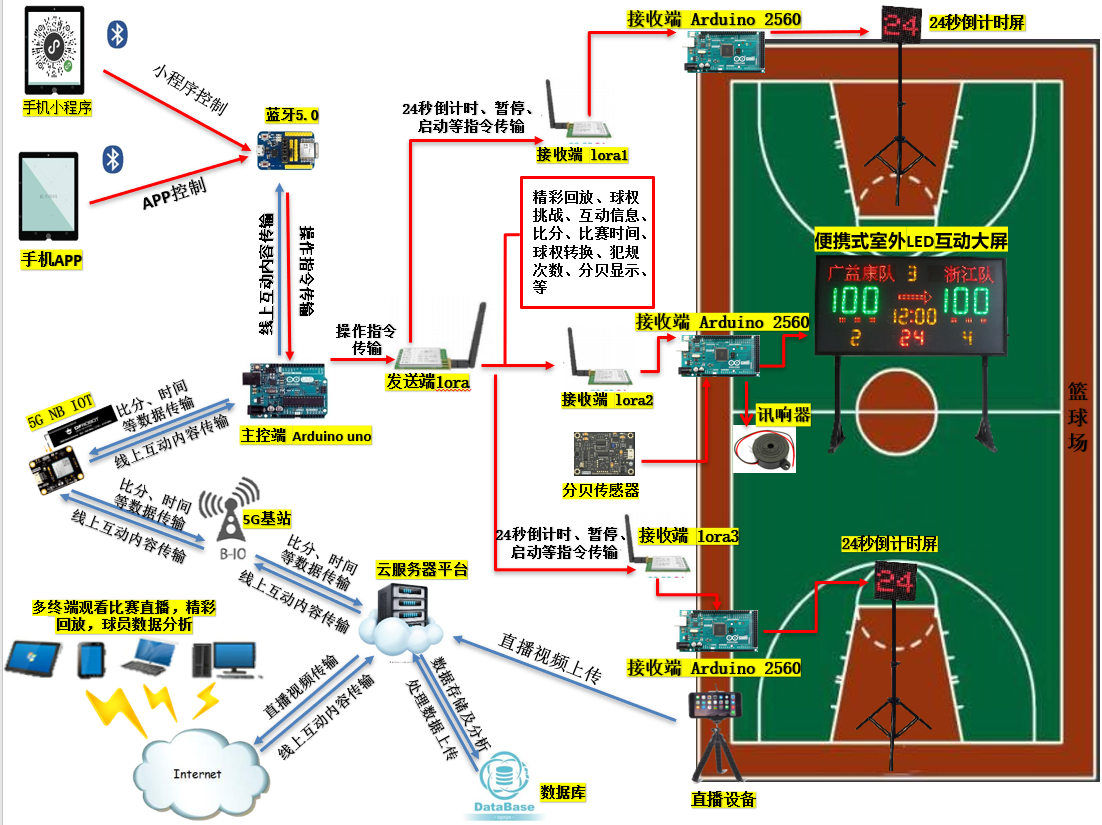 手机小程序
小程序控制
手机APP
APP控制
蓝牙5.0
线上互动内容传输
操作指令传输
主控端 Arduino uno
操作指令
传输
发送端lora
24秒倒计时、暂停、
启动等指令传输
接收端 lora1
接收端 Arduino 2560
24
24秒倒计时屏
精彩回放、球权
挑战、互动信息、
比分、比赛时间、
球权转换、犯规
次数、分贝显示、
等
接收端 lora2
接收端 Arduino 2560
便携式室外LED互动大屏
广益康队 3 浙江队
100 100
12:00
2 24 4
讯响器
分贝传感器
篮球场
24秒倒计时、暂停、
启动等指令传输
接收端 lora3
接收端 Arduino 2560
24秒倒计时屏
24
直播设备
直播视频上传
5G NB IOT
比分、时间
等数据传输
线上互动内容传输
比分、时间
等数据传输
线上互动内容传输
5G基站
B-IO
比分、时间
等数据传输
线上互动内容传输
云服务器平台
多终端观看比赛直播，精彩
回放，球员数据分析
直播视频传输
线上互动内容传输
数据存储及分析
处理数据上传
Internet
DataBase
数据库